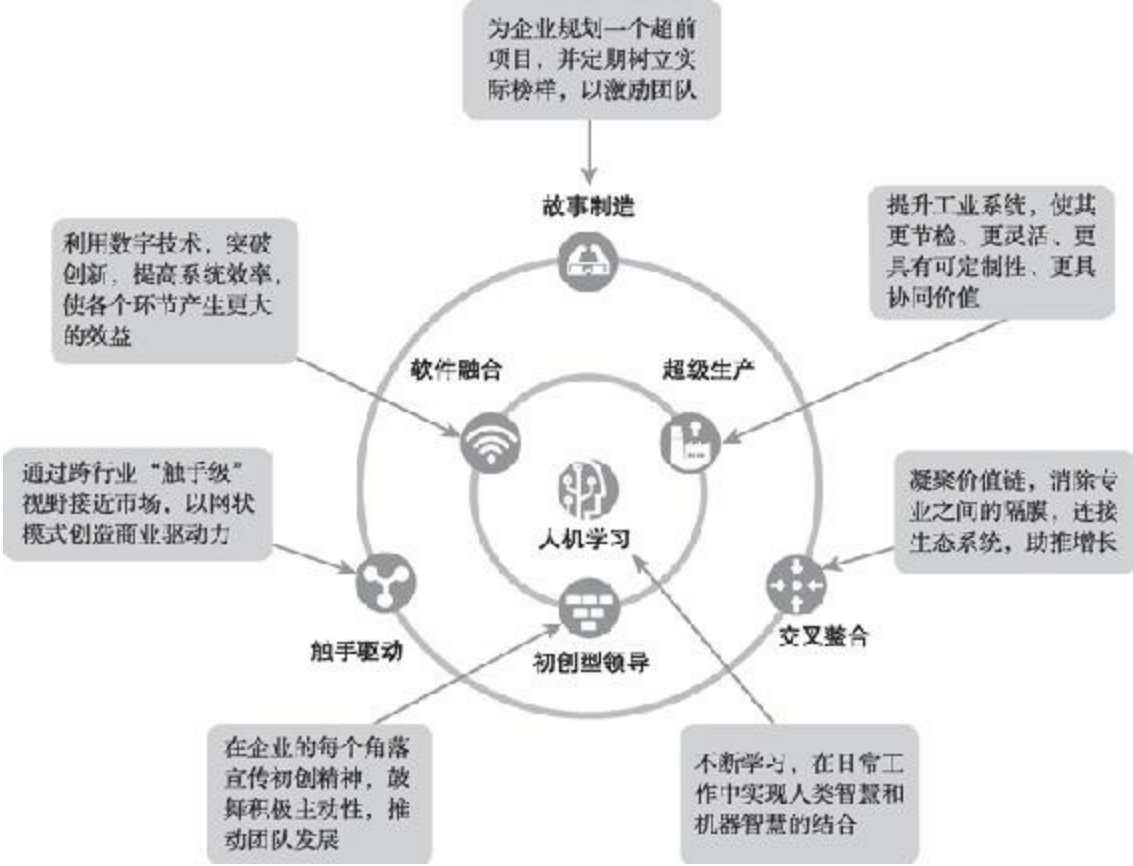 为企业规划一个超前
项目，并定期树立实
际榜样，以激励团队
故事制造
利用数字技术，突破
创新，提高系统效率，
使各个环节产生更大
的效益
提升工业系统，使其
更节检、更灵活、更
具有可定制性、更具
协同价值
软件融合
超级生产
通过跨行业“触手级”
视野接近市场，以网状
模式创造商业驱动力
人机学习
凝聚价值链，消除专
业之间的隔膜，连接
生态系统，助推增长
触手驱动
初创型领导
交叉整合
在企业的每个角落
宣传初创精神，鼓
舞积极主动性，推
动团队发展
不断学习，在日常工
作中实现人类智慧和
机器智慧的结合